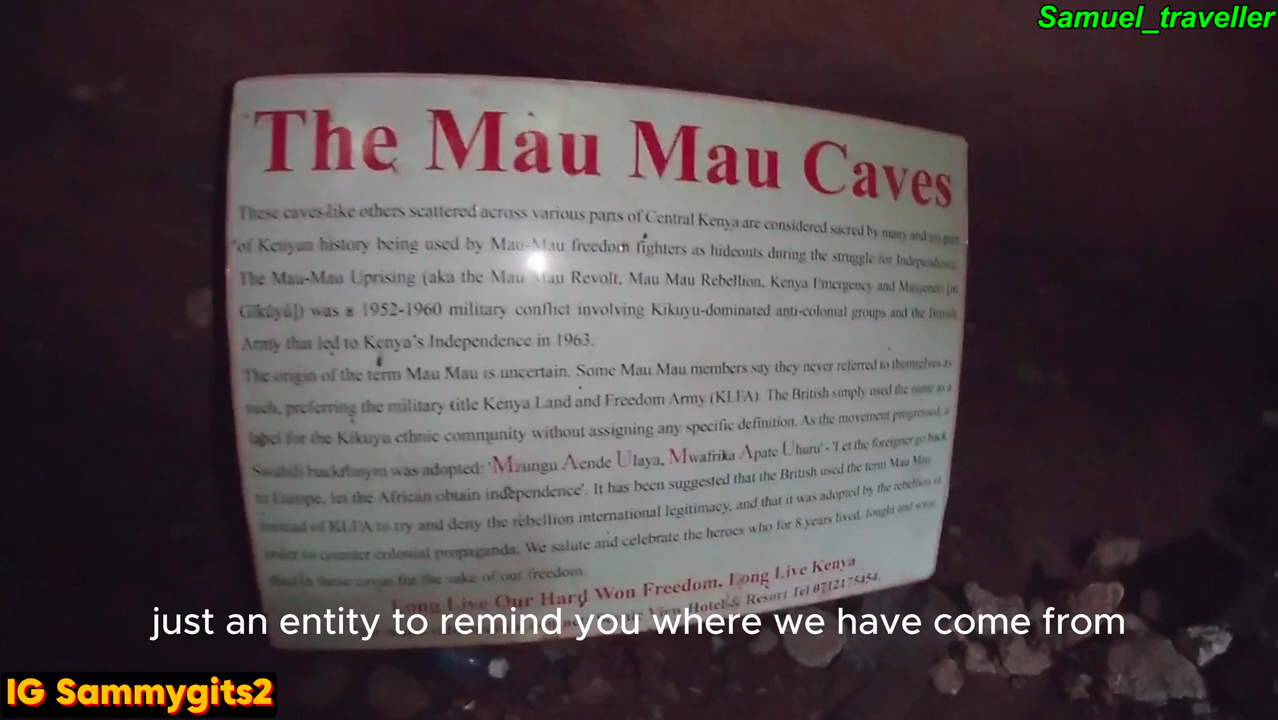 Samuel_traveller
The Mau Mau Caves
These caves like others scattered across various parts of Central Kenya are considered sacred by many and
of Kenyan history being used by Mau-Mau freedom fighters as hideouts during the struggle for Independence.
The Mau-Mau Uprising (aka the Mau Mau Revolt, Mau Mau Rebellion, Kenya Emergency and
Gĩkũyũ]) was a 1952-1960 military conflict involving Kikuyu-dominated anti-colonial groups and the British
Army that led to Kenya's Independence in 1963.
The origin of the term Mau Mau is uncertain. Some Mau Mau members say they never referred to themselves as
such, preferring the military title Kenya Land and Freedom Army (KLFA) The British simply used the name as a
label for the Kikuyu ethnic community without assigning any specific definition. As the movement progressed, a
Swahili was adopted: 'Mzungu Aende Ulaya, Mwafrika Apate Uhuru' - 'Let the foreigner go back
to Europe, let the African obtain independence'. It has been suggested that the British used the term Mau Mau
instead of KLFA to try and deny the rebellion international legitimacy, and that it was adopted by the rebellion in
order to counter colonial propaganda. We salute and celebrate the heroes who for 8 years lived, fought and some
in these caves for the sake of our freedom.
Long Live Our Hard Won Freedom, Long Live Kenya
View Hotel & Resort Tel 0712175454.
just an entity to remind you where we have come from
IG Sammygits2